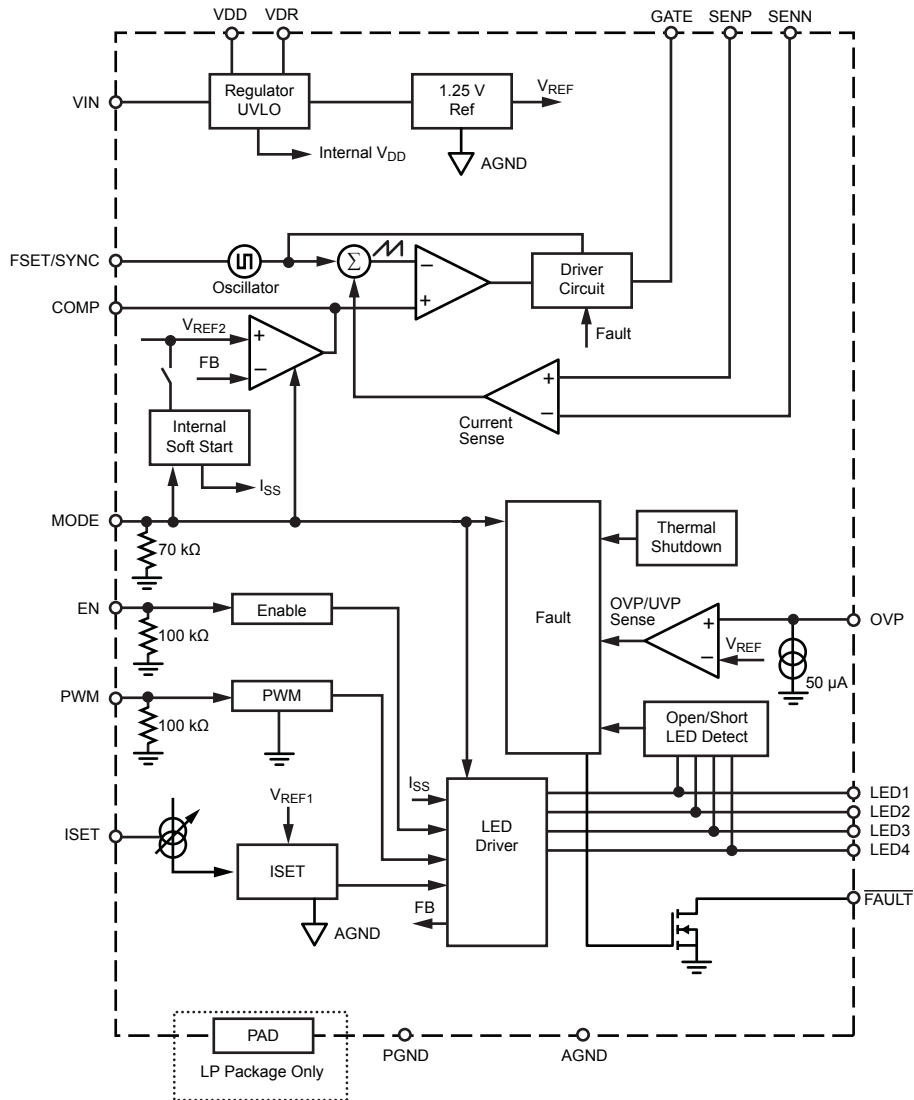 VDD
VDR
GATE
SENP
SENN
VIN
Regulator
UVLO
1.25 V
Ref
VREF
Internal VDD
AGND
FSET/SYNC
Oscillator
Σ
−
+
Driver
Circuit
COMP
Fault
VREF2
FB
+
−
+
−
Current
Sense
Internal
Soft Start
ISS
MODE
70 kΩ
Thermal
Shutdown
EN
Enable
100 kΩ
Fault
OVP/UVP
Sense
+
−
VREF
OVP
50 µA
PWM
PWM
100 kΩ
Open/Short
LED Detect
ISS
LED1
LED2
LED3
LED4
VREF1
ISET
ISET
LED
Driver
FB
AGND
FAULT
PAD
LP Package Only
PGND
AGND